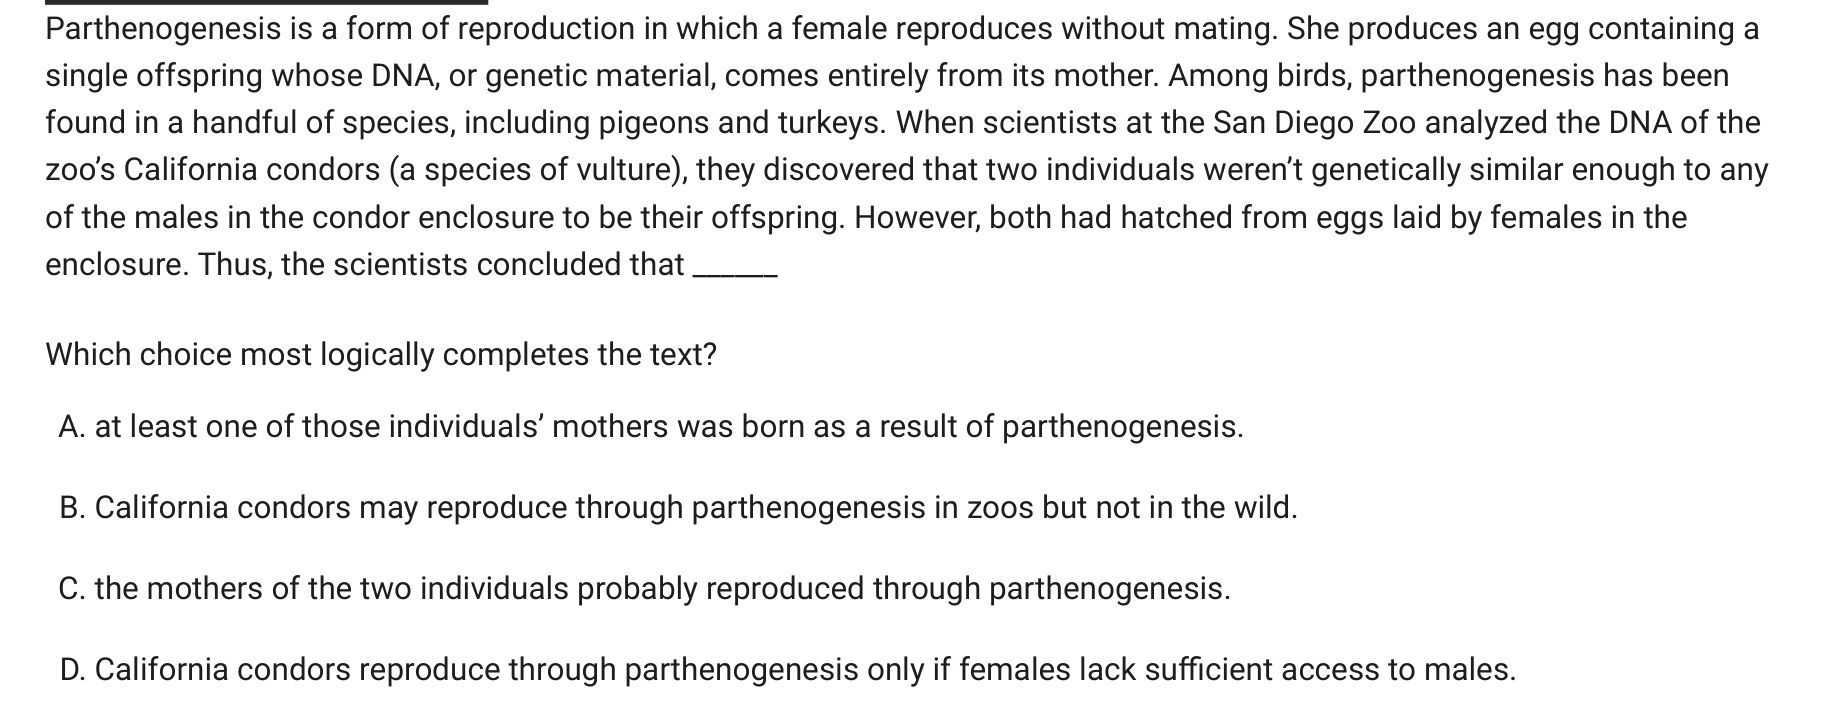 Parthenogenesis is a form of reproduction in which a female reproduces without mating. She produces an egg containing a
single offspring whose DNA, or genetic material, comes entirely from its mother. Among birds, parthenogenesis has been
found in a handful of species, including pigeons and turkeys. When scientists at the San Diego Zoo analyzed the DNA of the
zoo’s California condors (a species of vulture), they discovered that two individuals weren’t genetically similar enough to any
of the males in the condor enclosure to be their offspring. However, both had hatched from eggs laid by females in the
enclosure. Thus, the scientists concluded that ______
Which choice most logically completes the text?
A. at least one of those individuals’ mothers was born as a result of parthenogenesis.
B. California condors may reproduce through parthenogenesis in zoos but not in the wild.
C. the mothers of the two individuals probably reproduced through parthenogenesis.
D. California condors reproduce through parthenogenesis only if females lack sufficient access to males.